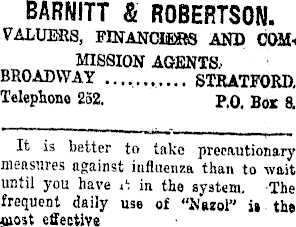 BARNITT & ROBERTSON.
VALUERS, FINANCIERS AND COM-
MISSION AGENTS.
BROADWAY ........... STRATFORD.
Telephone 252. P.O. Box 8.
It is better to take precautionary
measures against influenza than to wait
until you have it in the system. The
frequent daily use of "Nazol" is the
most effective